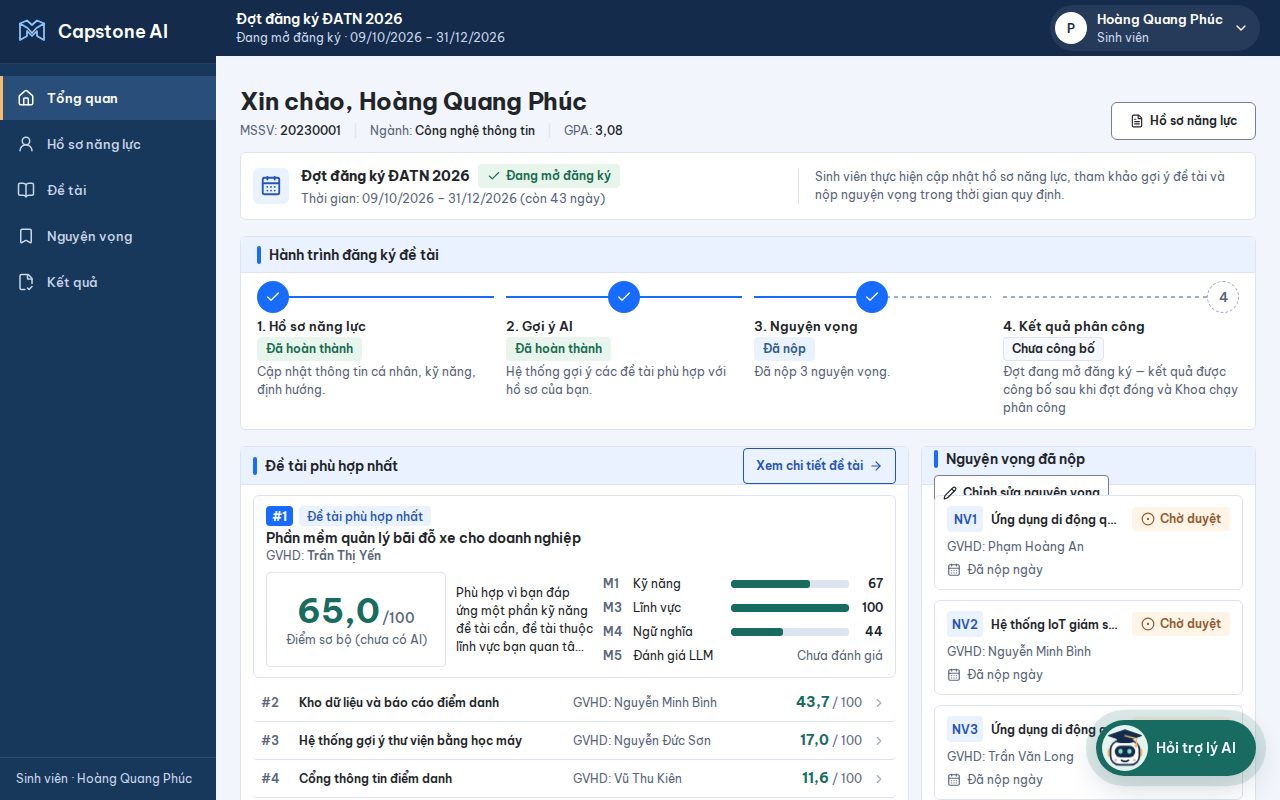 Capstone AI
Đợt đăng ký ĐATN 2026
Đang mở đăng ký · 09/10/2026 – 31/12/2026
P
Hoàng Quang Phúc
Sinh viên
Tổng quan
Hồ sơ năng lực
Đề tài
Nguyện vọng
Kết quả
Sinh viên · Hoàng Quang Phúc
Xin chào, Hoàng Quang Phúc
MSSV: 20230001 Ngành: Công nghệ thông tin GPA: 3,08
Hồ sơ năng lực
Đợt đăng ký ĐATN 2026 Đang mở đăng ký
Thời gian: 09/10/2026 – 31/12/2026 (còn 43 ngày)
Sinh viên thực hiện cập nhật hồ sơ năng lực, tham khảo gợi ý đề tài và
nộp nguyện vọng trong thời gian quy định.
Hành trình đăng ký đề tài
4
1. Hồ sơ năng lực
Đã hoàn thành
Cập nhật thông tin cá nhân, kỹ năng,
định hướng.
2. Gợi ý AI
Đã hoàn thành
Hệ thống gợi ý các đề tài phù hợp với
hồ sơ của bạn.
3. Nguyện vọng
Đã nộp
Đã nộp 3 nguyện vọng.
4. Kết quả phân công
Chưa công bố
Đợt đang mở đăng ký — kết quả được
công bố sau khi đợt đóng và Khoa chạy
phân công
Đề tài phù hợp nhất
Xem chi tiết đề tài
#1 Đề tài phù hợp nhất
Phần mềm quản lý bãi đỗ xe cho doanh nghiệp
GVHD: Trần Thị Yến
65,0 /100
Điểm sơ bộ (chưa có AI)
Phù hợp vì bạn đáp
ứng một phần kỹ năng
đề tài cần, đề tài thuộc
lĩnh vực bạn quan tâ...
M1 Kỹ năng 67
M3 Lĩnh vực 100
M4 Ngữ nghĩa 44
M5 Đánh giá LLM Chưa đánh giá
#2 Kho dữ liệu và báo cáo điểm danh GVHD: Nguyễn Minh Bình 43,7 / 100
#3 Hệ thống gợi ý thư viện bằng học máy GVHD: Nguyễn Đức Sơn 17,0 / 100
#4 Cổng thông tin điểm danh GVHD: Vũ Thu Kiên 11,6 / 100
Nguyện vọng đã nộp
Chỉnh sửa nguyện vọng
NV1 Ứng dụng di động q... Chờ duyệt
GVHD: Phạm Hoàng An
Đã nộp ngày
NV2 Hệ thống IoT giám s... Chờ duyệt
GVHD: Nguyễn Minh Bình
Đã nộp ngày
NV3 Ứng dụng di động
GVHD: Trần Văn Long
Đã nộp ngày
Hỏi trợ lý AI